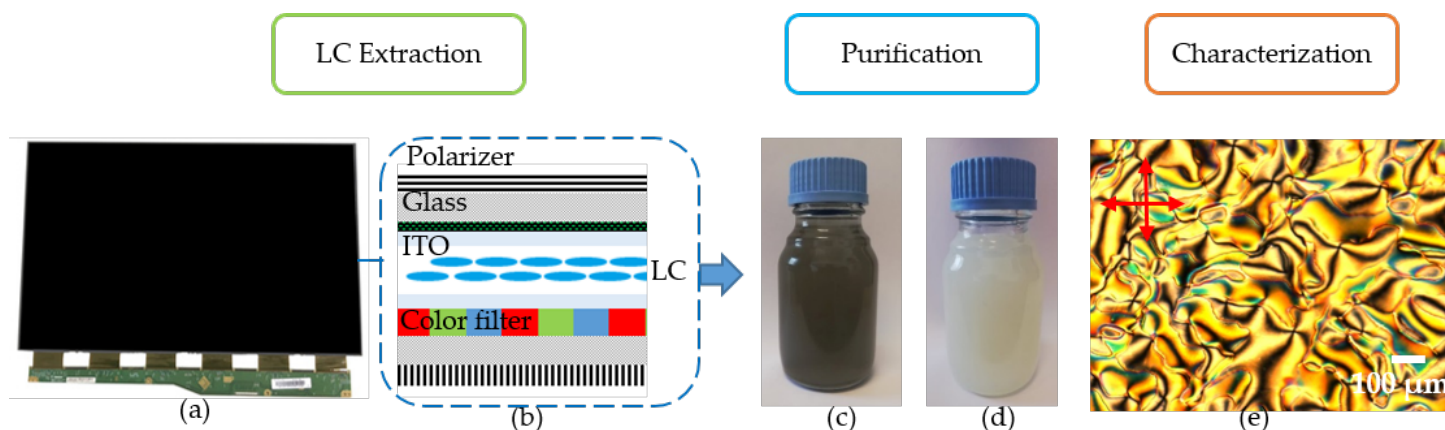 LC Extraction
Purification
Characterization
Polarizer
Glass
ITO
LC
Color filter
100 μm
(a)
(b)
(c)
(d)
(e)